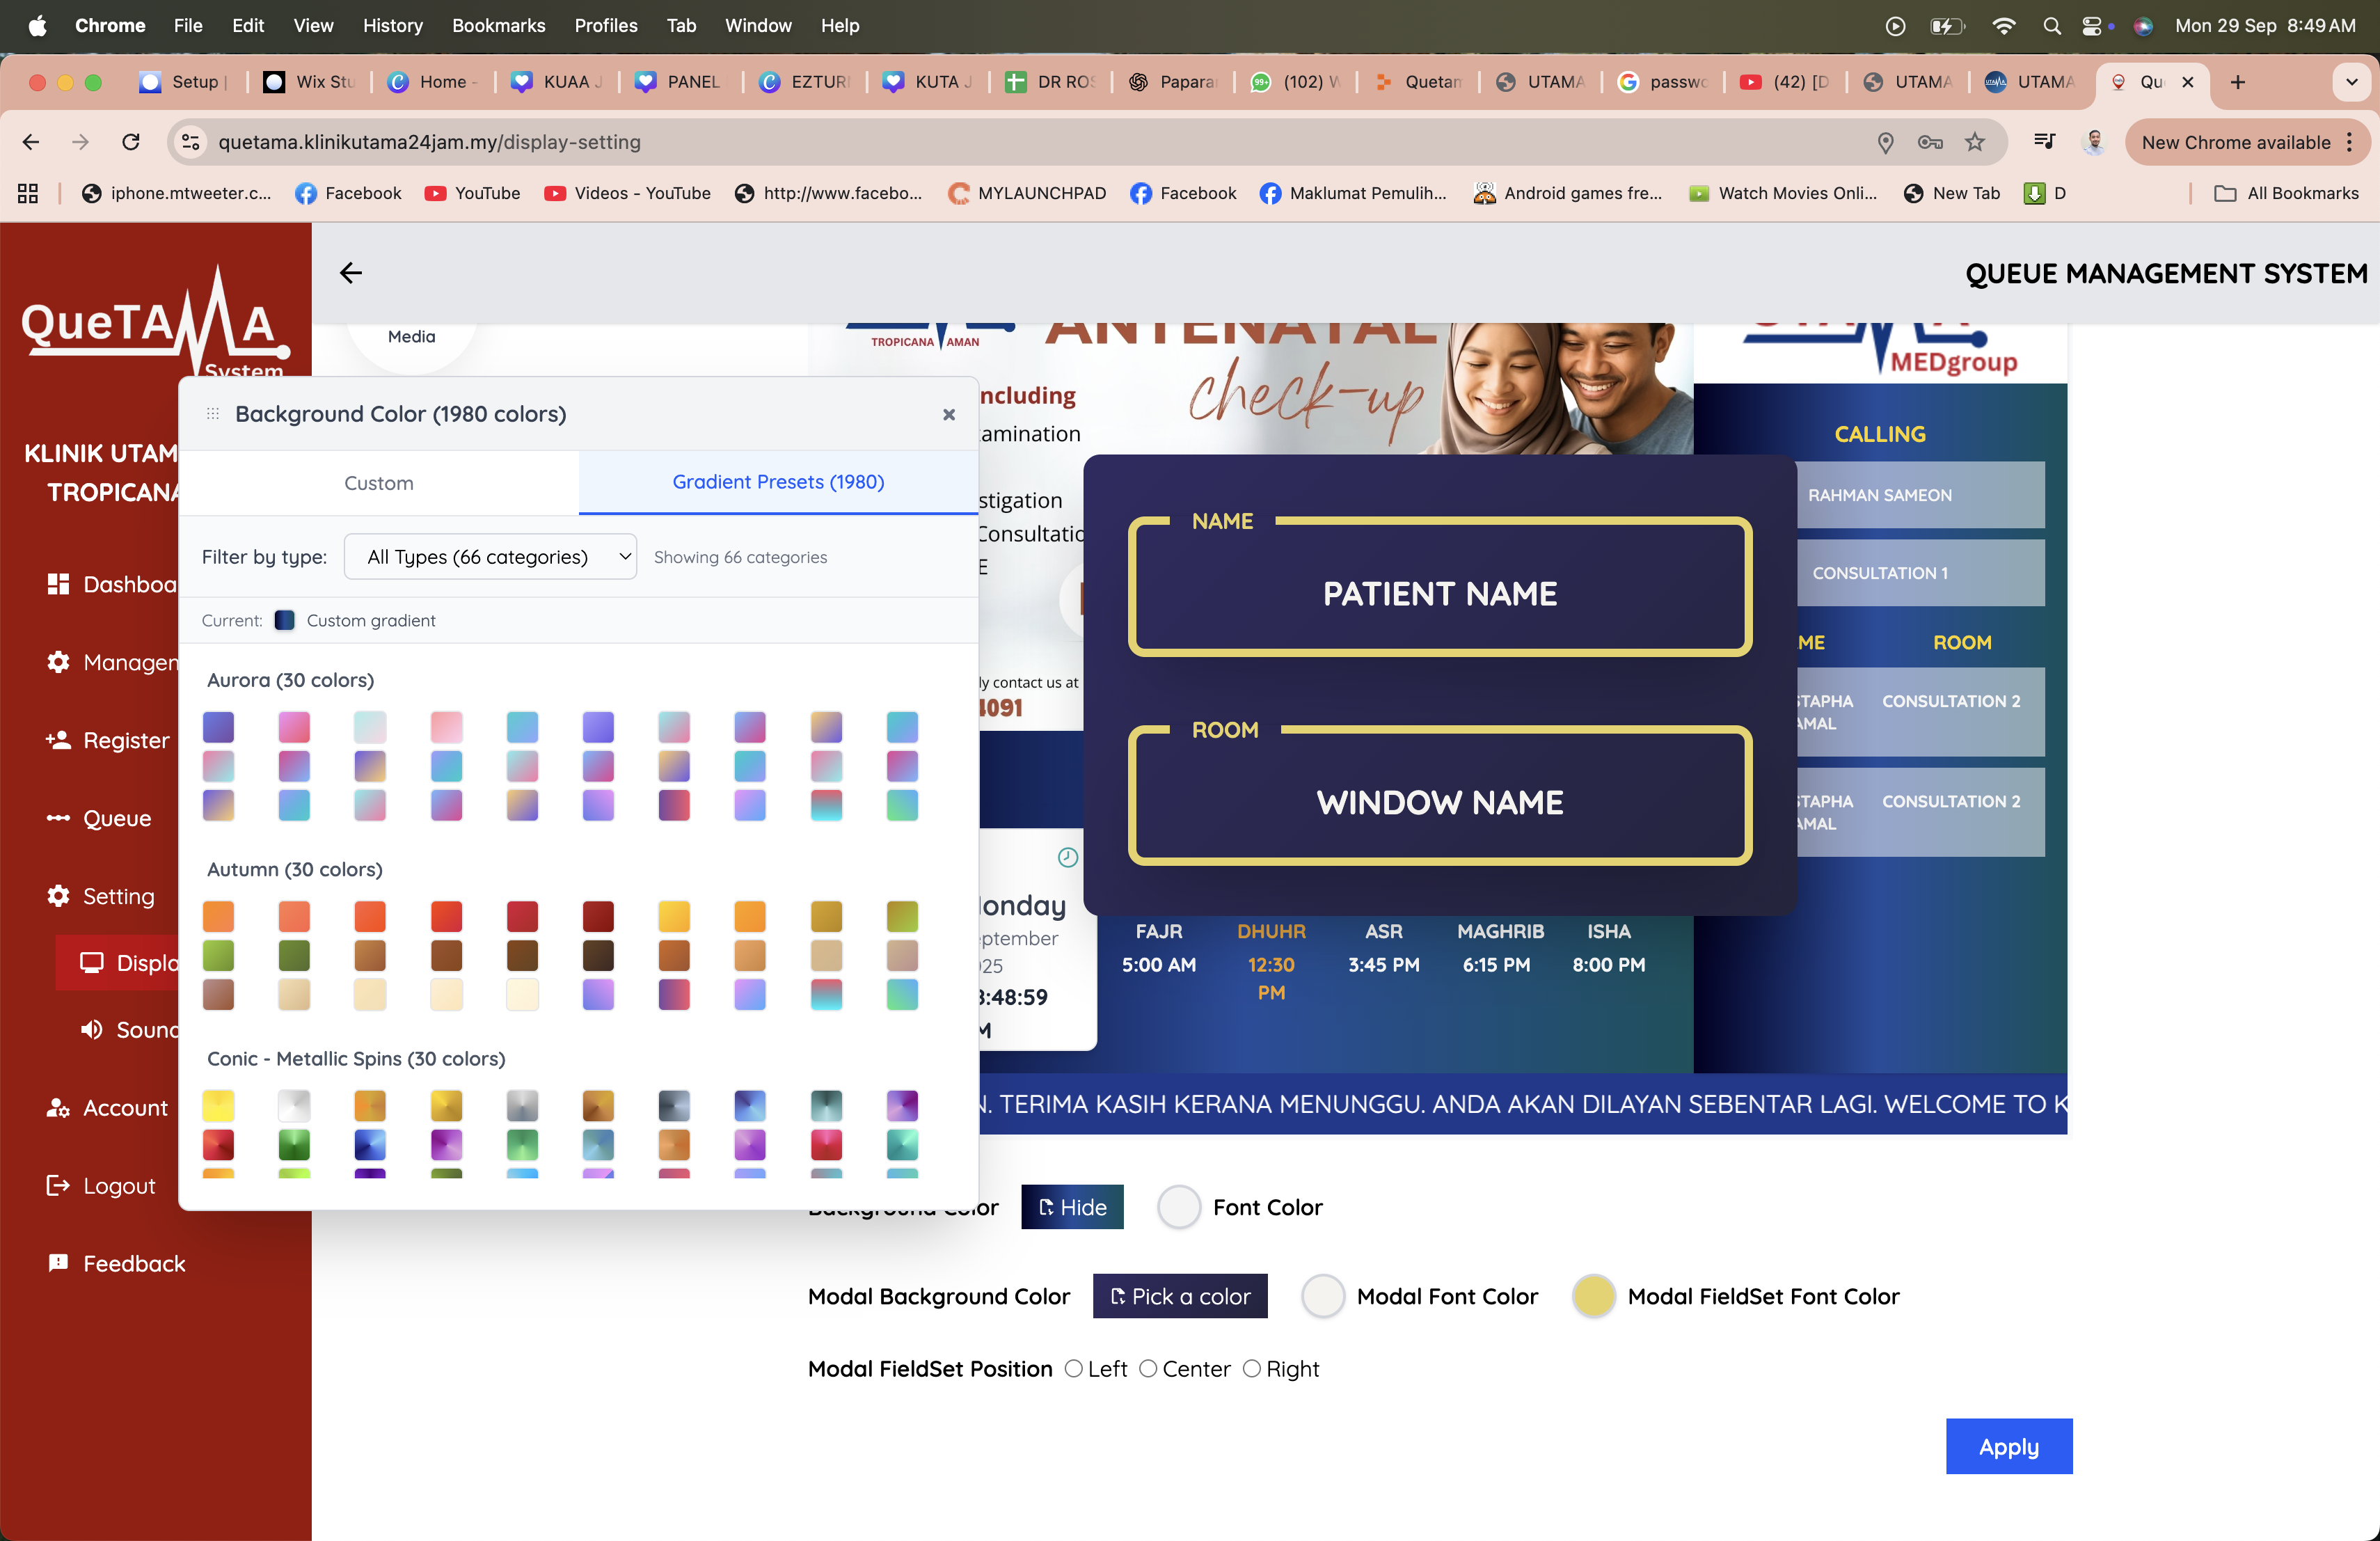 Chrome File Edit View History Bookmarks Profiles Tab Window Help
Mon 29 Sep 8:49 AM
Setup
Wix Stu
Home -
KUAA J
PANEL
EZTUR
KUTA J
DR ROS
Papara
(102) W
Quetam
UTAMA
passwo
(42) [D
UTAMA
UTAMA
Qu
quetama.klinikutama24jam.my/display-setting
New Chrome available
iphone.mtweeter.c...
Facebook
YouTube
Videos - YouTube
http://www.facebo...
MYLAUNCHPAD
Facebook
Maklumat Pemulih...
Android games fre...
Watch Movies Onli...
New Tab
D
All Bookmarks
QueTAMA
System
QUEUE MANAGEMENT SYSTEM
KLINIK UTAM
TROPICANA
Dashboa
Managen
Register
Queue
Setting
Displa
Sound
Account
Logout
Feedback
Media
Background Color (1980 colors)
Custom
Gradient Presets (1980)
Filter by type:
All Types (66 categories)
Showing 66 categories
Current:
Custom gradient
Aurora (30 colors)
Autumn (30 colors)
Conic - Metallic Spins (30 colors)
TROPICANA AMAN
ANTENATAL
check-up
ncluding
amination
stigation
Consultatio
E
ly contact us at
4091
MEDgroup
CALLING
RAHMAN SAMEON
CONSULTATION 1
ME ROOM
STAPHA
AMAL
CONSULTATION 2
STAPHA
AMAL
CONSULTATION 2
NAME
PATIENT NAME
ROOM
WINDOW NAME
onday
eptember
25
8:48:59
M
FAJR
5:00 AM
DHUHR
12:30
PM
ASR
3:45 PM
MAGHRIB
6:15 PM
ISHA
8:00 PM
N. TERIMA KASIH KERANA MENUNGGU. ANDA AKAN DILAYAN SEBENTAR LAGI. WELCOME TO K
Background Color
Hide
Font Color
Modal Background Color
Pick a color
Modal Font Color
Modal FieldSet Font Color
Modal FieldSet Position
Left
Center
Right
Apply